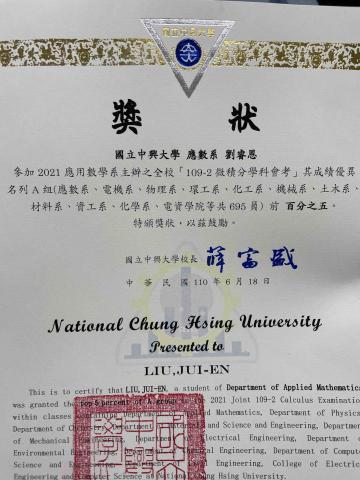 國立中興大學
獎狀
國立中興大學 應數系 劉睿恩
參加 2021 應用數學系主辦之全校「109-2 微積分學科會考」其成績優異
名列 A 組(應數系、電機系、物理系、環工系、化工系、機械系、土木系、
材料系、資工系、化學系、電資學院等共 695 員) 前 百分之五。
特頒獎狀，以茲鼓勵。
國立中興大學校長 薛富盛
中 華 民 國 110 年 6 月 18 日
National Chung Hsing University
Presented to
LIU, JUI-EN
This is to certify that LIU, JUI-EN, a student of Department of Applied Mathematics
was granted the top 5 percent of A group 2021 Joint 109-2 Calculus Examination
within classes Mathematics, Department of Physics
Department of Chemistry, and Science and Engineering, Department
of Mechanical Engineering, Electrical Engineering, Department
Environmental Engineering, Department of Computer
Science and Engineering Engineering, College of Electrical
Engineering and Computer Science at National Chung Hsing University.